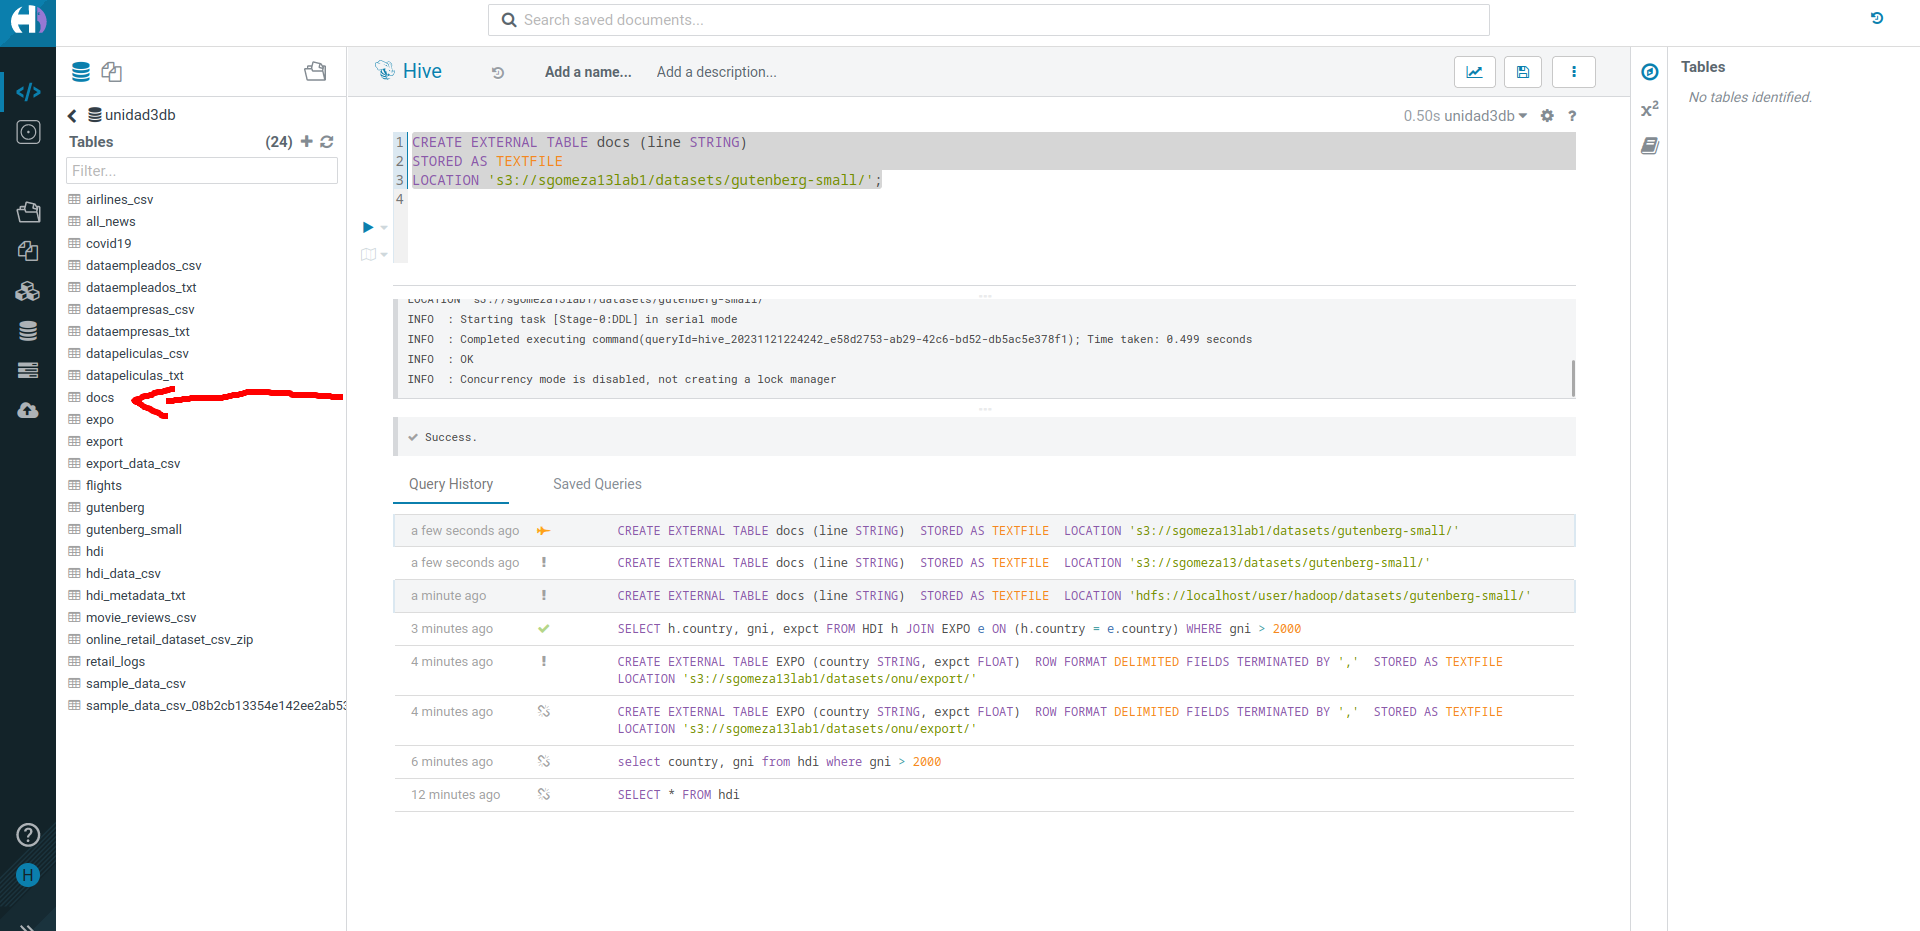 Search saved documents...
Hive
Add a name...
Add a description...
Tables
No tables identified.
unidad3db
Tables
(24)
Filter...
airlines_csv
all_news
covid19
dataempleados_csv
dataempleados_txt
dataempresas_csv
dataempresas_txt
datapeliculas_csv
datapeliculas_txt
docs
expo
export
export_data_csv
flights
gutenberg
gutenberg_small
hdi
hdi_data_csv
hdi_metadata_txt
movie_reviews_csv
online_retail_dataset_csv_zip
retail_logs
sample_data_csv
sample_data_csv_08b2cb13354e142ee2ab53
H
0.50s unidad3db
?
x²
1 CREATE EXTERNAL TABLE docs (line STRING)
2 STORED AS TEXTFILE
3 LOCATION 's3://sgomeza13lab1/datasets/gutenberg-small/';
4
LOCATION 's3://sgomeza13lab1/datasets/gutenberg-small/'
INFO : Starting task [Stage-0:DDL] in serial mode
INFO : Completed executing command(queryId=hive_20231121224242_e58d2753-ab29-42c6-bd52-db5ac5e378f1); Time taken: 0.499 seconds
INFO : OK
INFO : Concurrency mode is disabled, not creating a lock manager
Success.
Query History
Saved Queries
a few seconds ago CREATE EXTERNAL TABLE docs (line STRING) STORED AS TEXTFILE LOCATION 's3://sgomeza13lab1/datasets/gutenberg-small/'
a few seconds ago ! CREATE EXTERNAL TABLE docs (line STRING) STORED AS TEXTFILE LOCATION 's3://sgomeza13/datasets/gutenberg-small/'
a minute ago ! CREATE EXTERNAL TABLE docs (line STRING) STORED AS TEXTFILE LOCATION 'hdfs://localhost/user/hadoop/datasets/gutenberg-small/'
3 minutes ago SELECT h.country, gni, expct FROM HDI h JOIN EXPO e ON (h.country = e.country) WHERE gni > 2000
4 minutes ago ! CREATE EXTERNAL TABLE EXPO (country STRING, expct FLOAT) ROW FORMAT DELIMITED FIELDS TERMINATED BY ',' STORED AS TEXTFILE
LOCATION 's3://sgomeza13lab1/datasets/onu/export/'
4 minutes ago CREATE EXTERNAL TABLE EXPO (country STRING, expct FLOAT) ROW FORMAT DELIMITED FIELDS TERMINATED BY ',' STORED AS TEXTFILE
LOCATION 's3://sgomeza13lab1/datasets/onu/export/'
6 minutes ago select country, gni from hdi where gni > 2000
12 minutes ago SELECT * FROM hdi